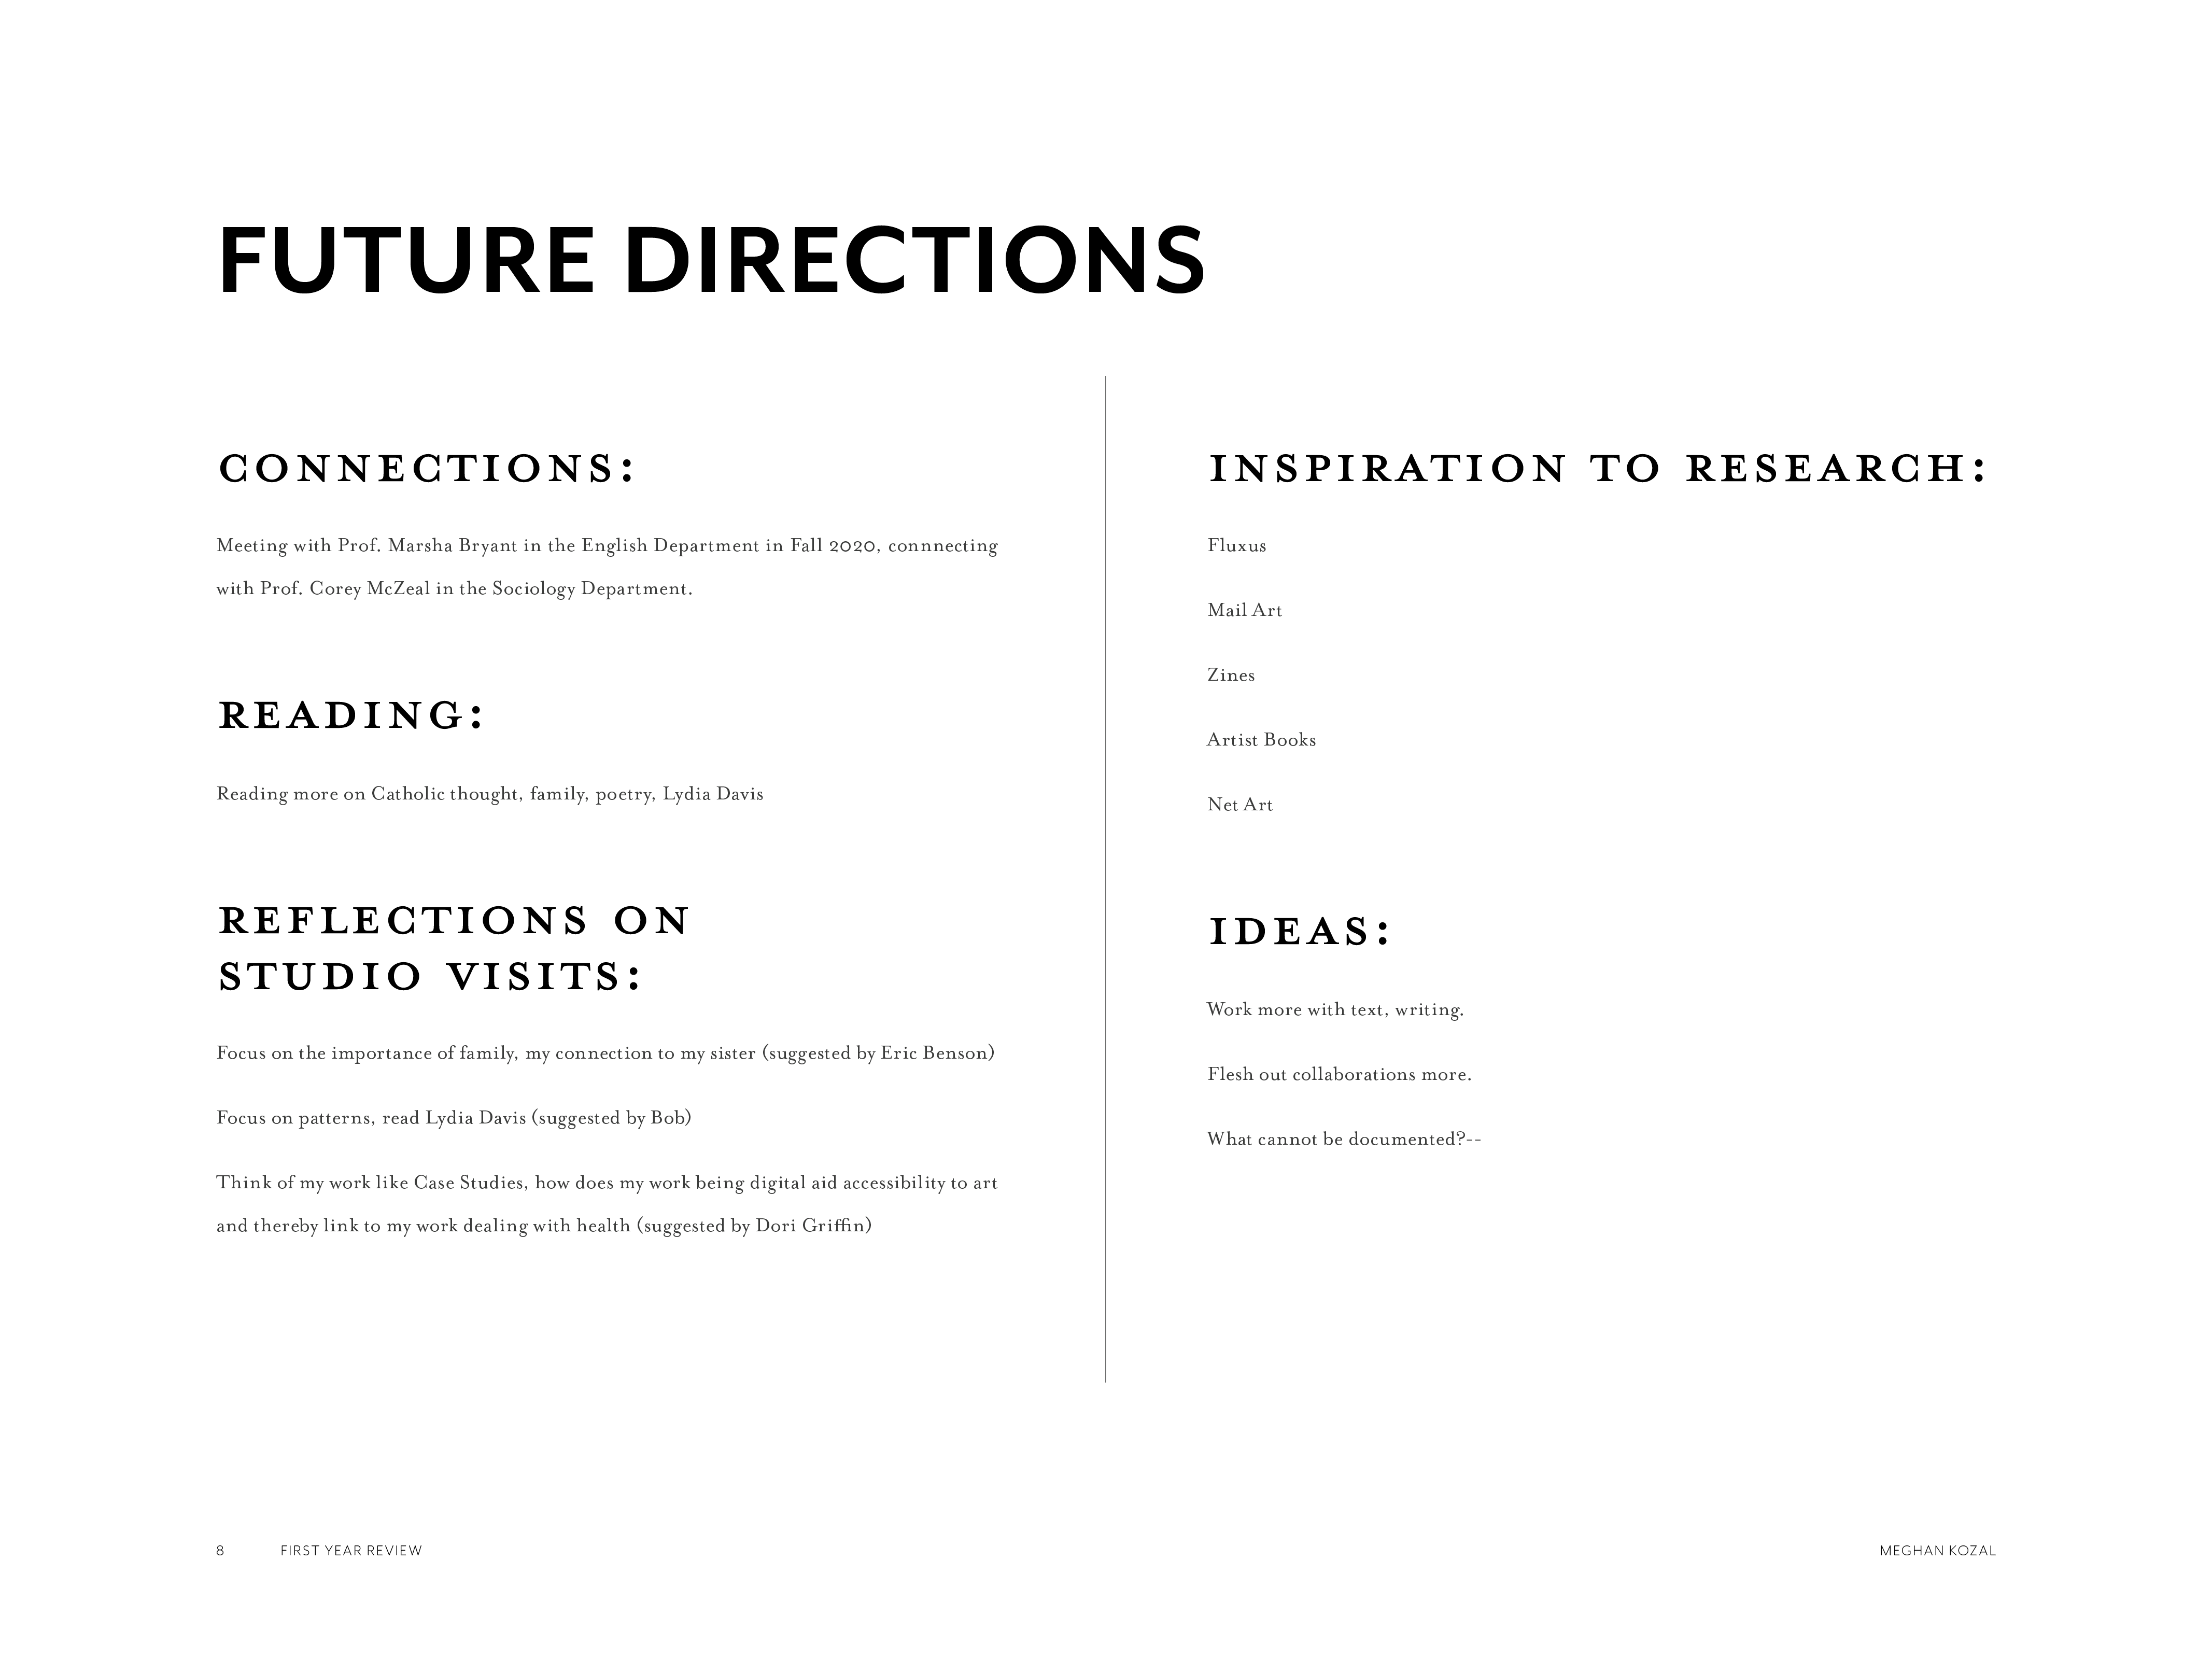 FUTURE DIRECTIONS
CONNECTIONS:
Meeting with Prof. Marsha Bryant in the English Department in Fall 2020, connnecting
with Prof. Corey McZeal in the Sociology Department.
READING:
Reading more on Catholic thought, family, poetry, Lydia Davis
REFLECTIONS ON
STUDIO VISITS:
Focus on the importance of family, my connection to my sister (suggested by Eric Benson)
Focus on patterns, read Lydia Davis (suggested by Bob)
Think of my work like Case Studies, how does my work being digital aid accessibility to art
and thereby link to my work dealing with health (suggested by Dori Griffin)
INSPIRATION TO RESEARCH:
Fluxus
Mail Art
Zines
Artist Books
Net Art
IDEAS:
Work more with text, writing.
Flesh out collaborations more.
What cannot be documented?--
8 FIRST YEAR REVIEW
MEGHAN KOZAL